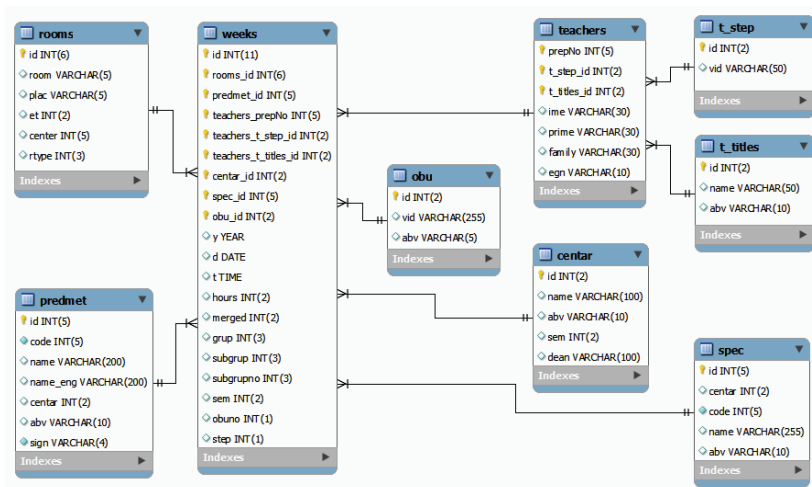 rooms
id INT(6)
room VARCHAR(5)
plac VARCHAR(5)
et INT(2)
center INT(5)
rtype INT(3)
Indexes
weeks
id INT(11)
rooms_id INT(6)
predmet_id INT(5)
teachers_prepNo INT(5)
teachers_t_step_id INT(2)
teachers_t_titles_id INT(2)
centar_id INT(2)
spec_id INT(5)
obu_id INT(2)
y YEAR
d DATE
t TIME
hours INT(2)
merged INT(2)
grup INT(3)
subgrup INT(3)
subgrupno INT(3)
sem INT(2)
obuno INT(1)
step INT(1)
Indexes
teachers
prepNo INT(5)
t_step_id INT(2)
t_titles_id INT(2)
ime VARCHAR(30)
prime VARCHAR(30)
family VARCHAR(30)
egn VARCHAR(10)
Indexes
t_step
id INT(2)
vid VARCHAR(50)
Indexes
t_titles
id INT(2)
name VARCHAR(50)
abv VARCHAR(10)
Indexes
obu
id INT(2)
vid VARCHAR(255)
abv VARCHAR(5)
Indexes
centar
id INT(2)
name VARCHAR(100)
abv VARCHAR(10)
sem INT(2)
dean VARCHAR(100)
Indexes
predmet
id INT(5)
code INT(5)
name VARCHAR(200)
name_eng VARCHAR(200)
centar INT(2)
abv VARCHAR(10)
sign VARCHAR(4)
Indexes
spec
id INT(5)
centar INT(2)
code INT(5)
name VARCHAR(255)
abv VARCHAR(10)
Indexes